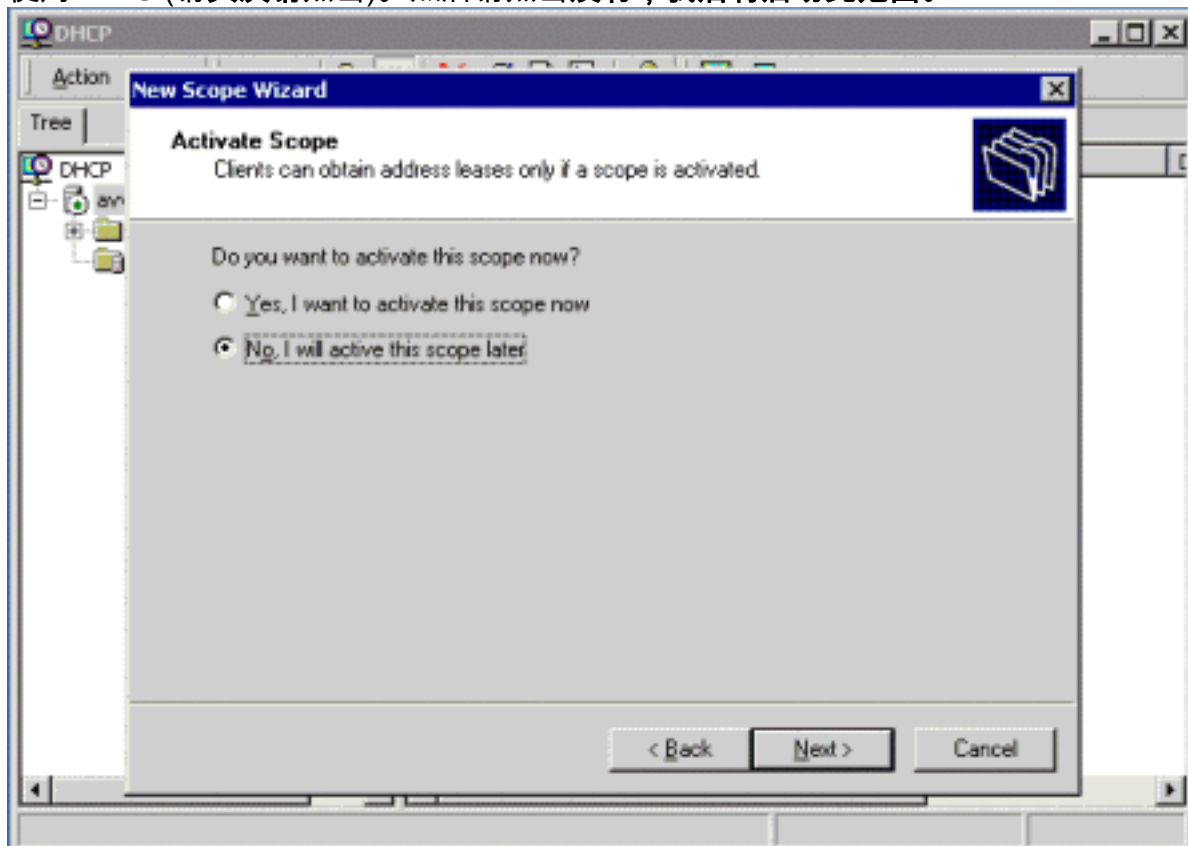 DHCP
Action
New Scope Wizard
Tree
Activate Scope
Clients can obtain address leases only if a scope is activated.
DHCP
Do you want to activate this scope now?
Yes, I want to activate this scope now
No, I will active this scope later
< Back
Next >
Cancel